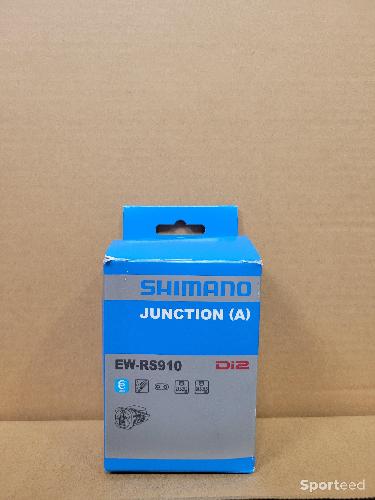 SHIMANO
JUNCTION (A)
EW-RS910 Di2
Sporteed